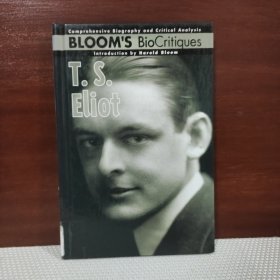 Comprehensive Biography and Critical Analysis
BLOOM'S BioCritiques
Introduction by Harold Bloom
T. S.
Eliot